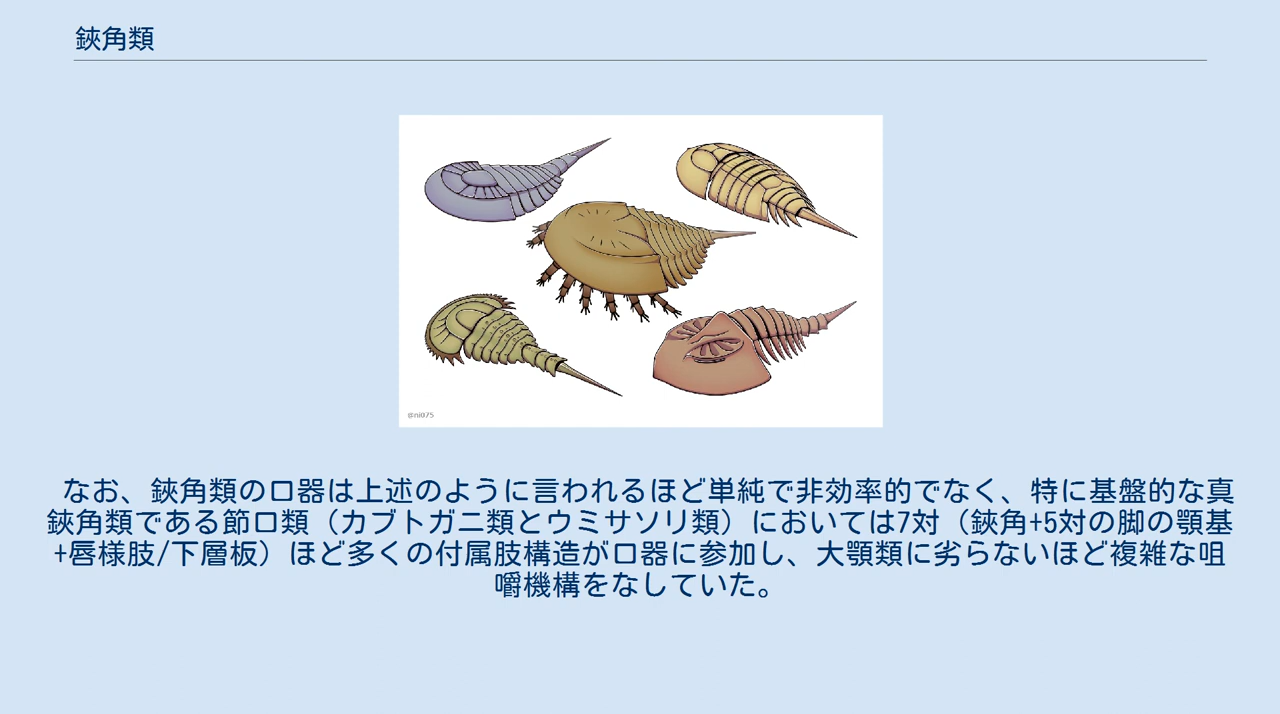 鋏角類
@ni075
なお、鋏角類の口器は上述のように言われるほど単純で非効率的でなく、特に基盤的な真
鋏角類である節口類（カブトガニ類とウミサソリ類）においては7対（鋏角+5対の脚の顎基
+唇様肢/下層板）ほど多くの付属肢構造が口器に参加し、大顎類に劣らないほど複雑な咀
嚼機構をなしていた。